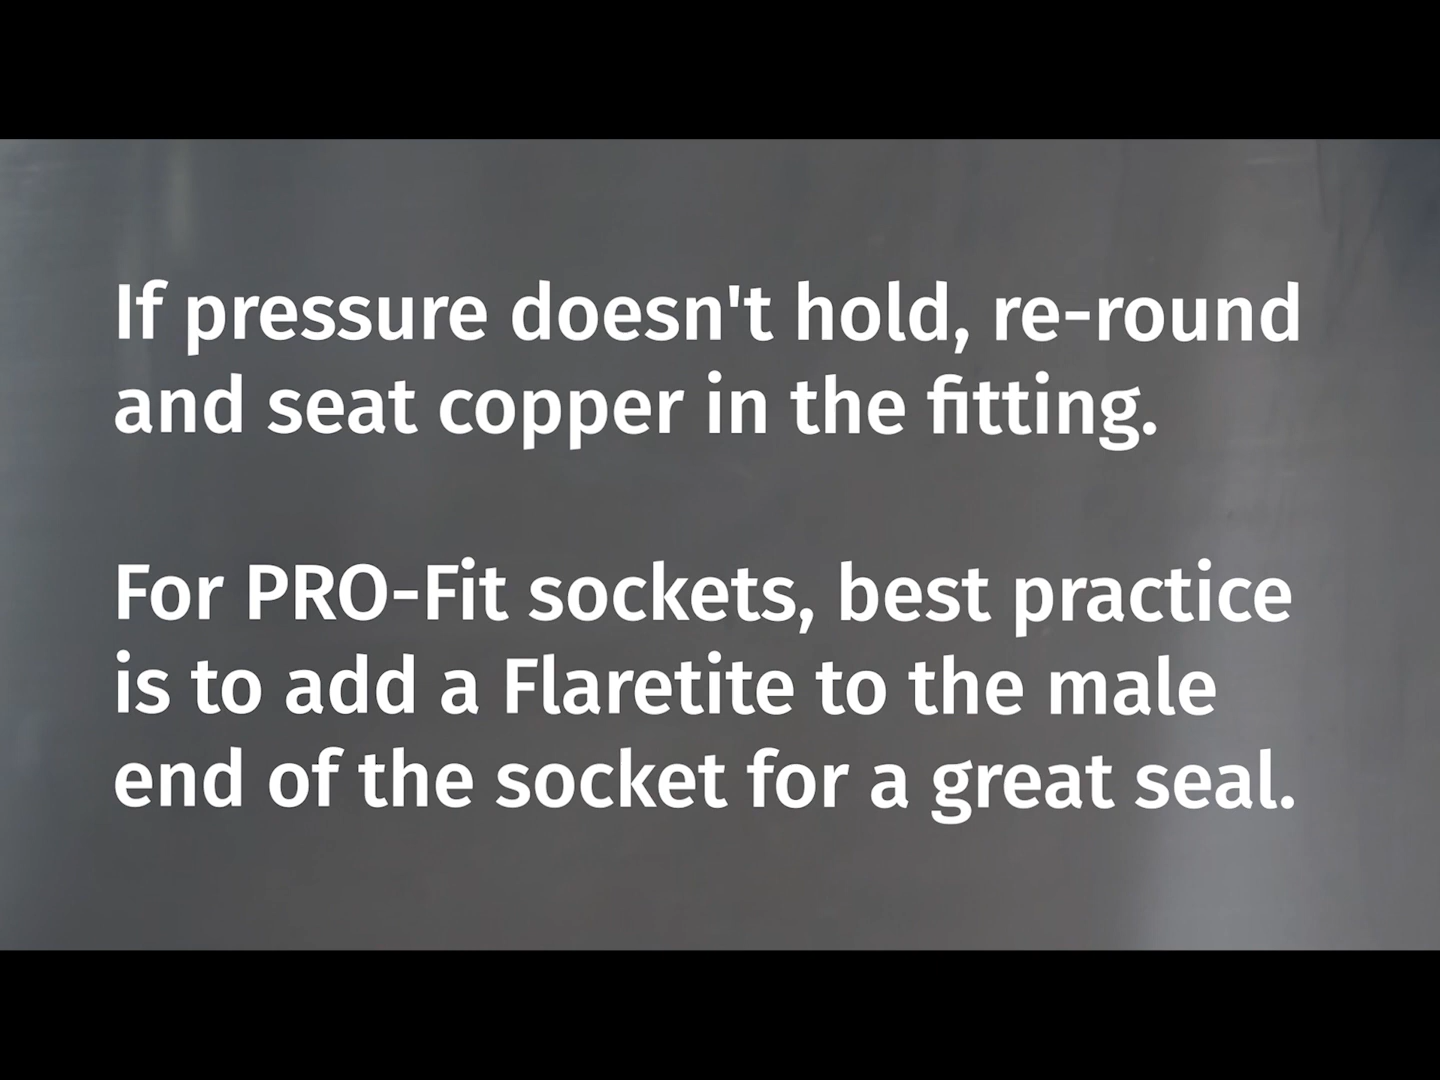 If pressure doesn't hold, re-round
and seat copper in the fitting.
For PRO-Fit sockets, best practice
is to add a Flaretite to the male
end of the socket for a great seal.